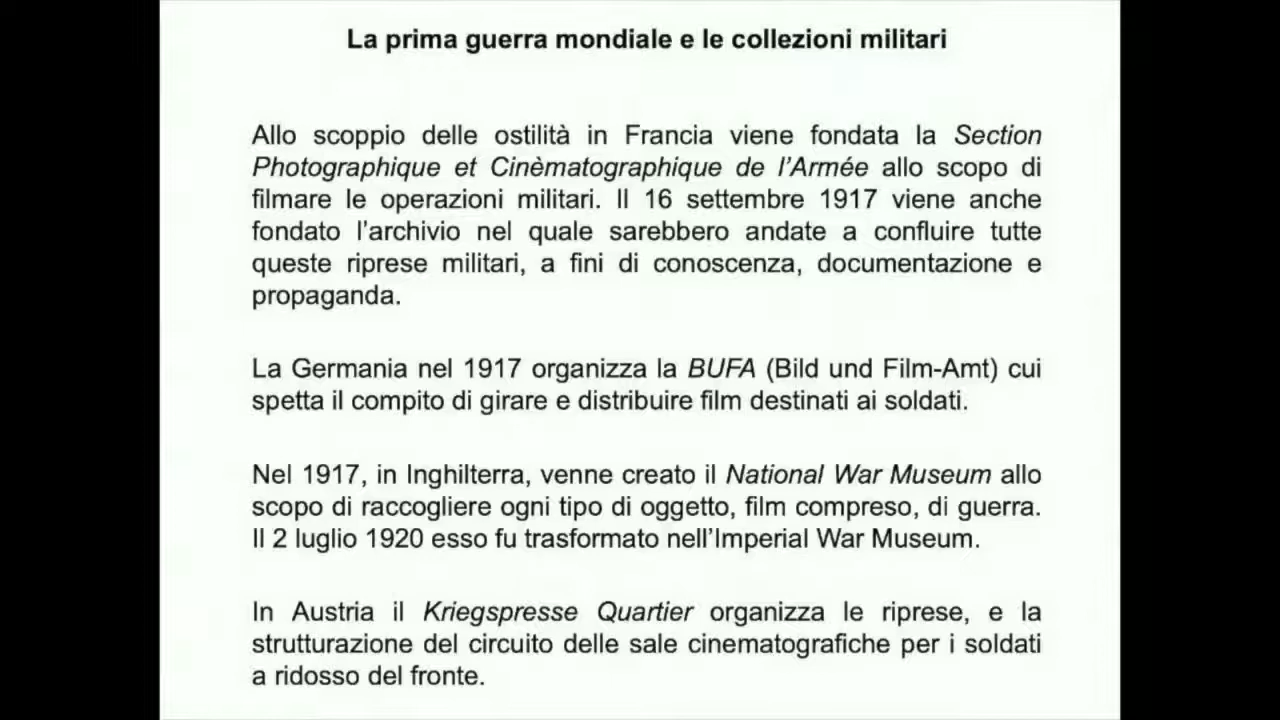 La prima guerra mondiale e le collezioni militari
Allo scoppio delle ostilità in Francia viene fondata la Section
Photographique et Cinèmatographique de l'Armée allo scopo di
filmare le operazioni militari. Il 16 settembre 1917 viene anche
fondato l'archivio nel quale sarebbero andate a confluire tutte
queste riprese militari, a fini di conoscenza, documentazione e
propaganda.
La Germania nel 1917 organizza la BUFA (Bild und Film-Amt) cui
spetta il compito di girare e distribuire film destinati ai soldati.
Nel 1917, in Inghilterra, venne creato il National War Museum allo
scopo di raccogliere ogni tipo di oggetto, film compreso, di guerra.
Il 2 luglio 1920 esso fu trasformato nell'Imperial War Museum.
In Austria il Kriegspresse Quartier organizza le riprese, e la
strutturazione del circuito delle sale cinematografiche per i soldati
a ridosso del fronte.